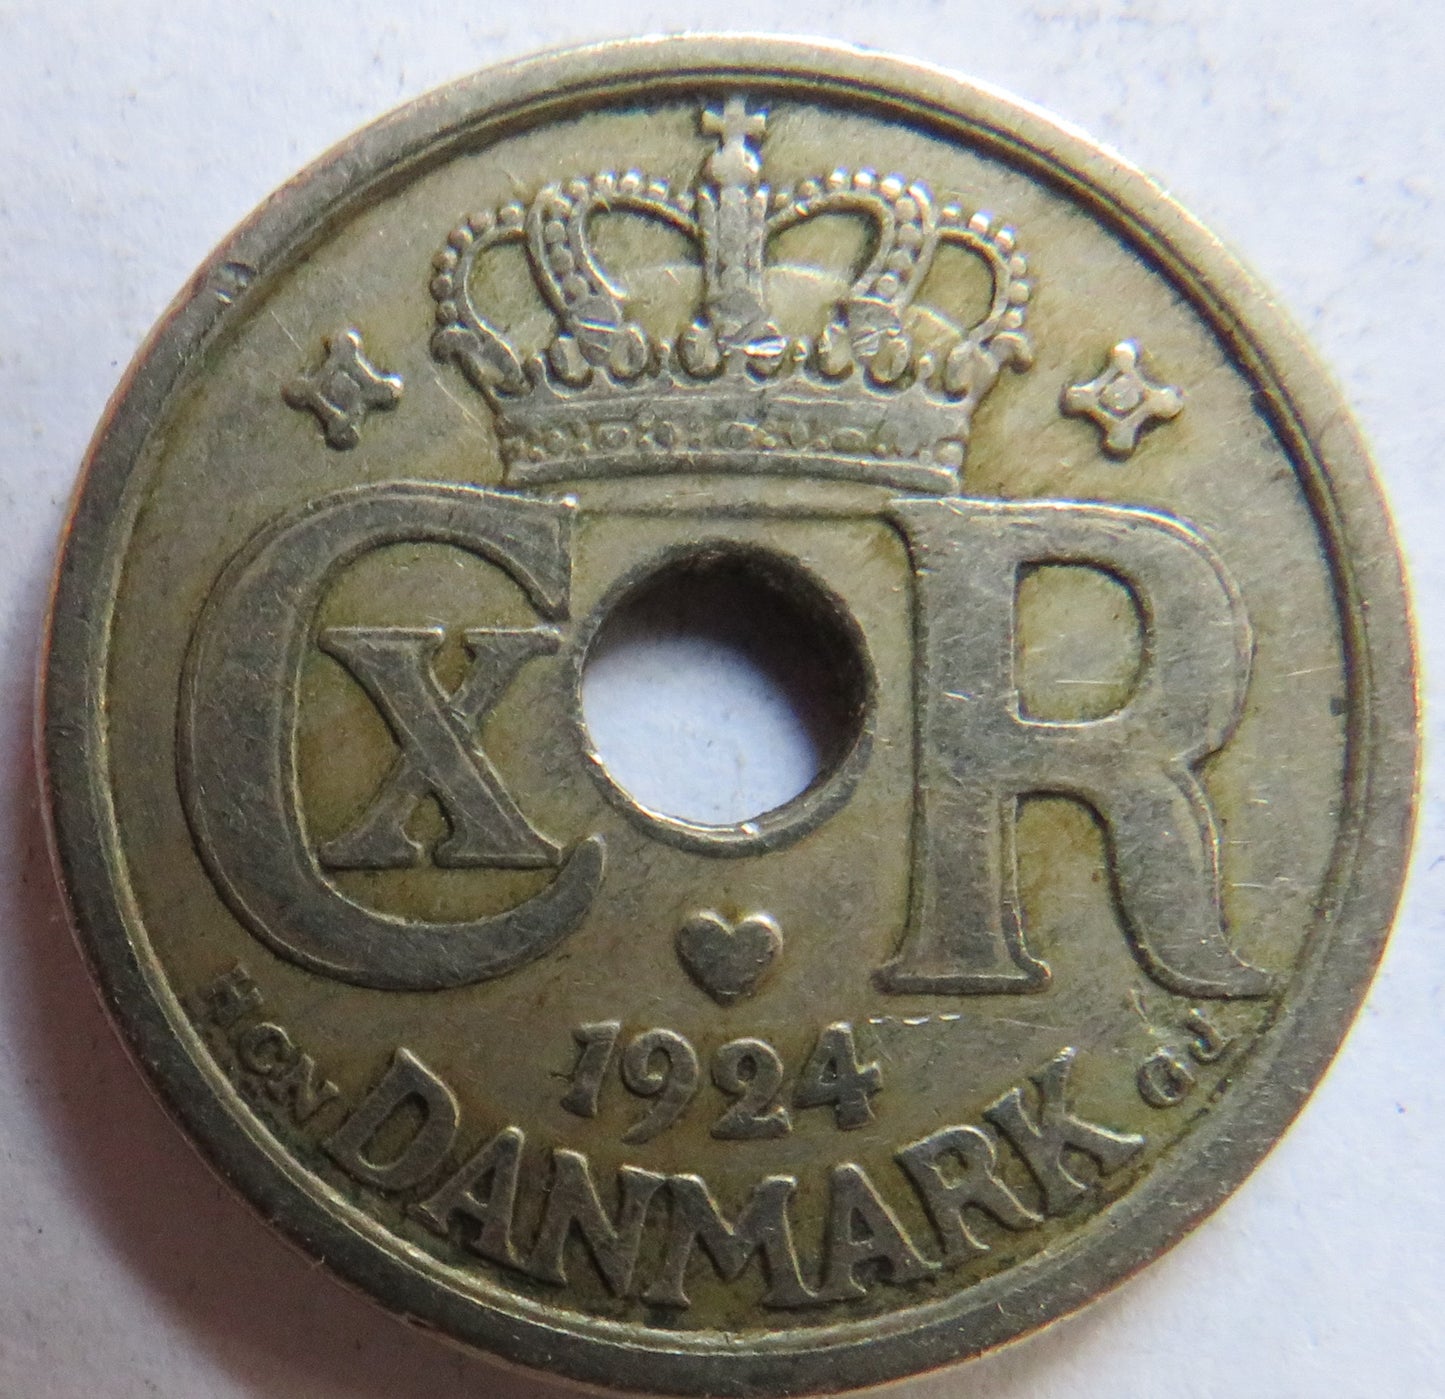 CXR
1924
HCN DANMARK GJ